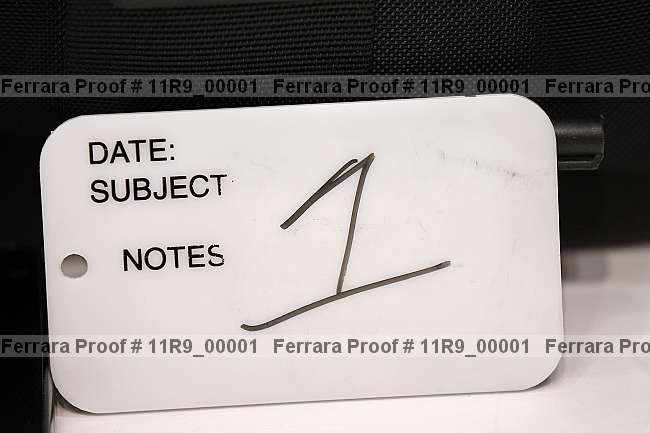 Ferrara Proof # 11R9_00001 Ferrara Proof # 11R9_00001 Ferrara Pro
DATE:
SUBJECT
1
NOTES
Ferrara Proof # 11R9_00001 Ferrara Proof # 11R9_00001 Ferrara Pro